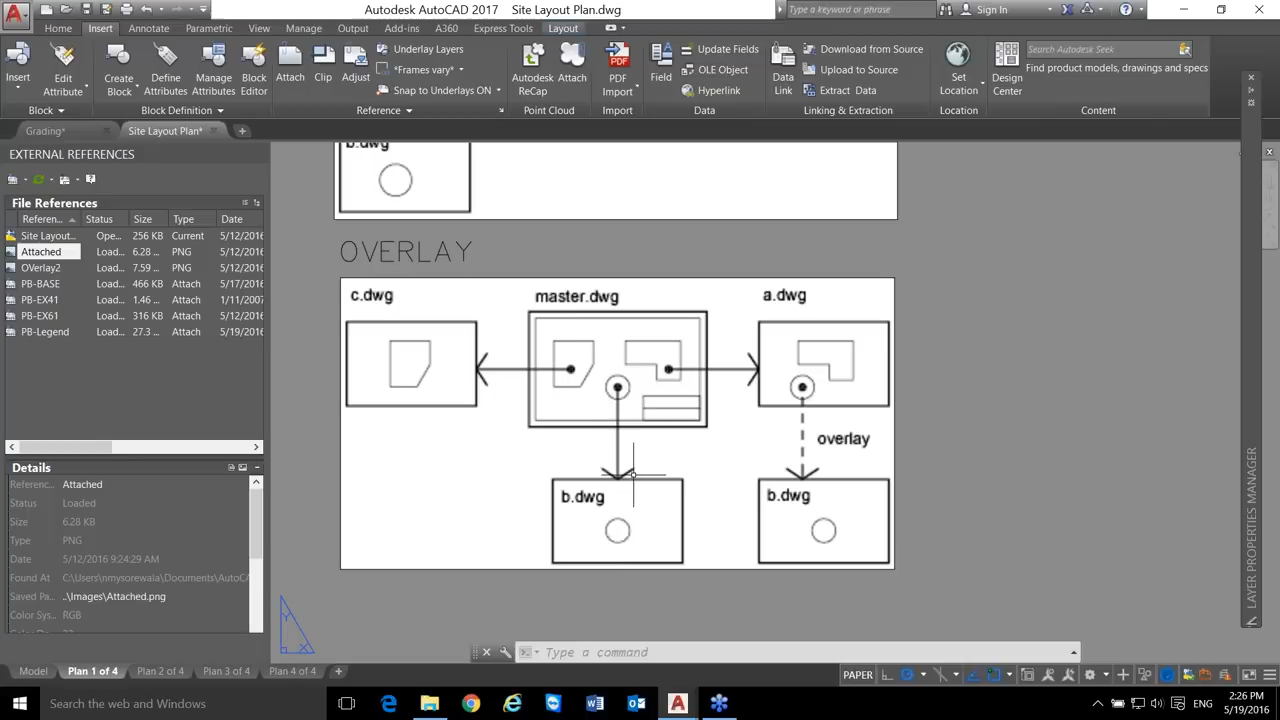 Autodesk AutoCAD 2017 Site Layout Plan.dwg
Type a keyword or phrase
Sign In
Home Insert Annotate Parametric View Manage Output Add-ins A360 Express Tools Layout
Insert
Edit Attribute
Create Block
Define Attributes
Manage Attributes
Block Editor
Attach
Clip
Adjust
Underlay Layers
*Frames vary*
Snap to Underlays ON
Autodesk ReCap
Attach
PDF
PDF Import
Field
Update Fields
OLE Object
Hyperlink
Data Link
Download from Source
Upload to Source
Extract Data
Set Location
Design Center
Search Autodesk Seek
Find product models, drawings and specs
Block Block Definition Reference Point Cloud Import Data Linking & Extraction Location Content
Grading* Site Layout Plan*
EXTERNAL REFERENCES
File References
Referen... Status Size Type Date
Site Layout... Ope... 256 KB Current 5/12/2016
Attached Load... 6.28 ... PNG 5/12/2016
OVerlay2 Load... 7.59 ... PNG 5/12/2016
PB-BASE Load... 466 KB Attach 5/17/2016
PB-EX41 Load... 1.46 ... Attach 1/11/2007
PB-EX61 Load... 316 KB Attach 5/12/2016
PB-Legend Load... 27.3 ... Attach 5/19/2016
Details
Referenc... Attached
Status Loaded
Size 6.28 KB
Type PNG
Date 5/12/2016 9:24:29 AM
Found At C:\Users\nmysorewala\Documents\AutoCA
Saved Pa... ..\Images\Attached.png
Color Sys... RGB
b.dwg
OVERLAY
c.dwg master.dwg a.dwg
overlay
b.dwg b.dwg
Y
X
LAYER PROPERTIES MANAGER
Type a command
Model Plan 1 of 4 Plan 2 of 4 Plan 3 of 4 Plan 4 of 4
PAPER
Search the web and Windows
ENG
2:26 PM
5/19/2016